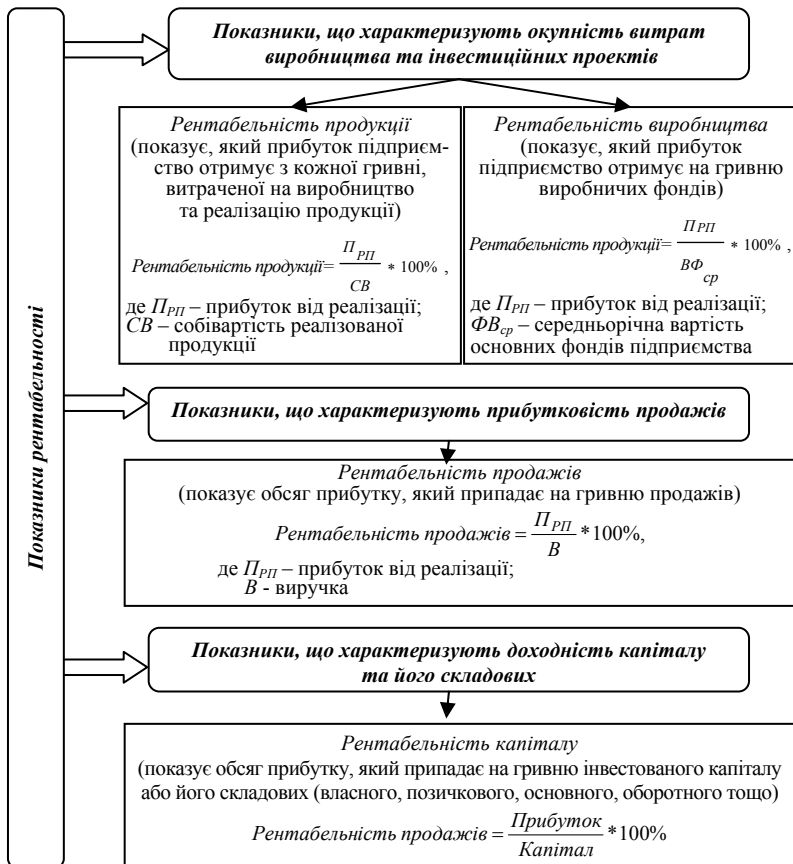 Показники рентабельності
Показники, що характеризують окупність витрат
виробництва та інвестиційних проектів
Рентабельність продукції
(показує, який прибуток підприєм-
ство отримує з кожної гривні,
витраченої на виробництво
та реалізацію продукції)
Рентабельність продукції= П_РП / СВ * 100% ,
де П_РП – прибуток від реалізації;
СВ – собівартість реалізованої
продукції
Рентабельність виробництва
(показує, який прибуток
підприємство отримує на гривню
виробничих фондів)
Рентабельність продукції= П_РП / ВФ_ср * 100% ,
де П_РП – прибуток від реалізації;
ФВ_ср – середньорічна вартість
основних фондів підприємства
Показники, що характеризують прибутковість продажів
Рентабельність продажів
(показує обсяг прибутку, який припадає на гривню продажів)
Рентабельність продажів = П_РП / В *100%,
де П_РП – прибуток від реалізації;
В - виручка
Показники, що характеризують доходність капіталу
та його складових
Рентабельність капіталу
(показує обсяг прибутку, який припадає на гривню інвестованого капіталу
або його складових (власного, позичкового, основного, оборотного тощо)
Рентабельність продажів = Прибуток / Капітал *100%